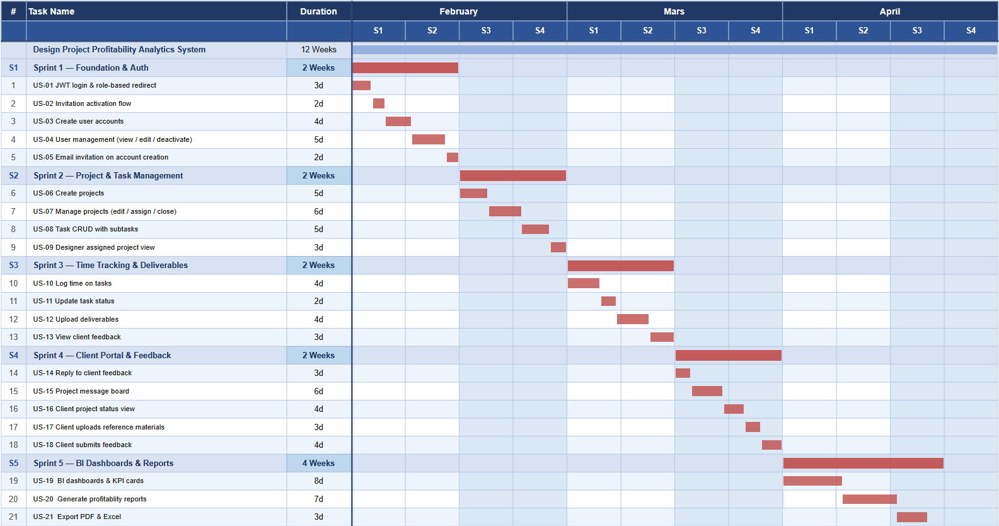 # Task Name Duration February Mars April
S1 S2 S3 S4 S1 S2 S3 S4 S1 S2 S3 S4
Design Project Profitability Analytics System 12 Weeks
S1 Sprint 1 — Foundation & Auth 2 Weeks
1 US-01 JWT login & role-based redirect 3d
2 US-02 Invitation activation flow 2d
3 US-03 Create user accounts 4d
4 US-04 User management (view / edit / deactivate) 5d
5 US-05 Email invitation on account creation 2d
S2 Sprint 2 — Project & Task Management 2 Weeks
6 US-06 Create projects 5d
7 US-07 Manage projects (edit / assign / close) 6d
8 US-08 Task CRUD with subtasks 5d
9 US-09 Designer assigned project view 3d
S3 Sprint 3 — Time Tracking & Deliverables 2 Weeks
10 US-10 Log time on tasks 4d
11 US-11 Update task status 2d
12 US-12 Upload deliverables 4d
13 US-13 View client feedback 3d
S4 Sprint 4 — Client Portal & Feedback 2 Weeks
14 US-14 Reply to client feedback 3d
15 US-15 Project message board 6d
16 US-16 Client project status view 4d
17 US-17 Client uploads reference materials 3d
18 US-18 Client submits feedback 4d
S5 Sprint 5 — BI Dashboards & Reports 4 Weeks
19 US-19 BI dashboards & KPI cards 8d
20 US-20 Generate profitablity reports 7d
21 US-21 Export PDF & Excel 3d